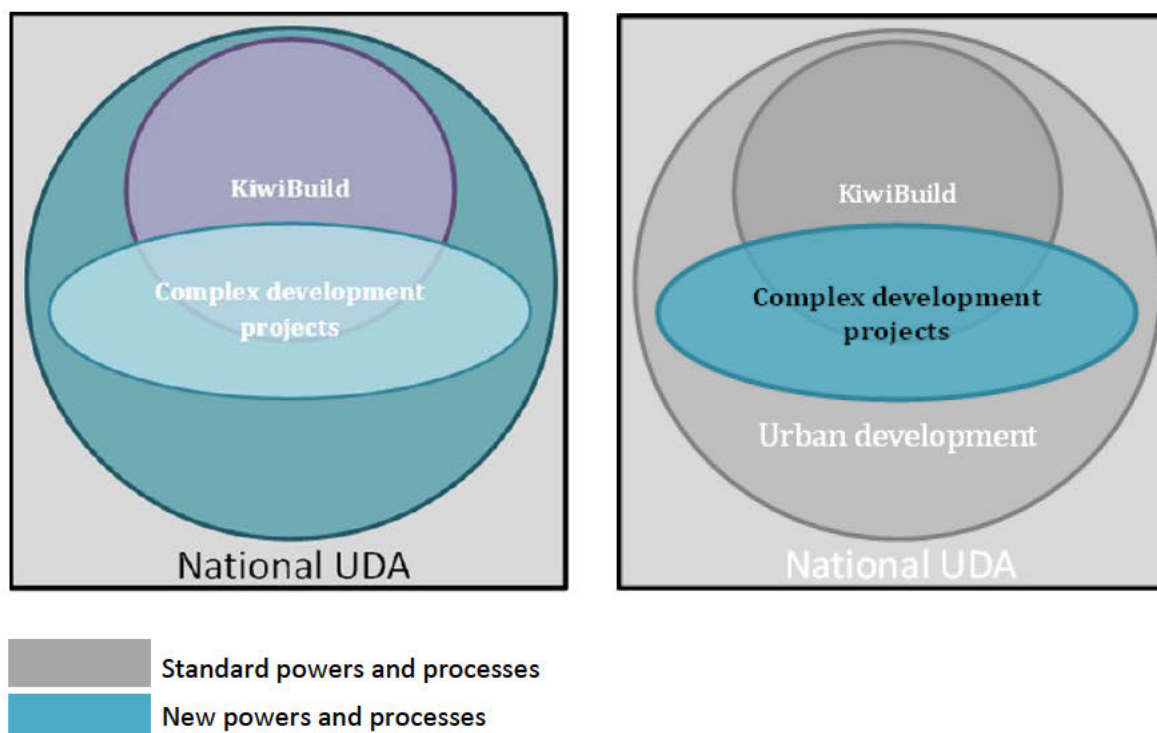 KiwiBuild
Complex development
projects
National UDA
KiwiBuild
Complex development
projects
Urban development
National UDA
Standard powers and processes
New powers and processes